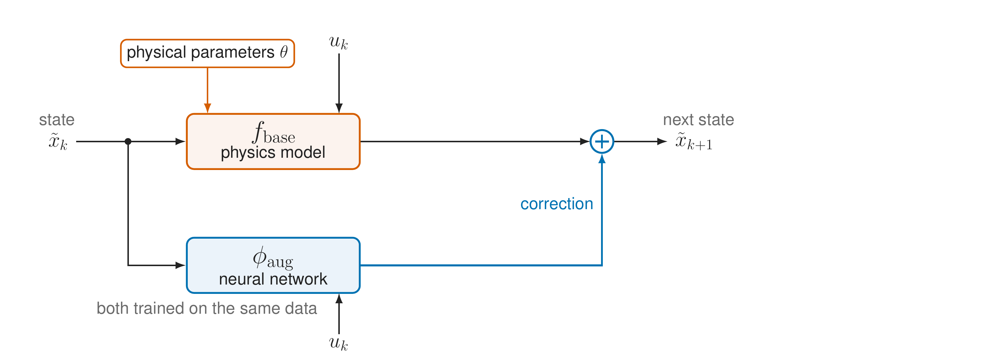 physical parameters θ
u_k
state
x̃_k
f_base
physics model
+
next state
x̃_{k+1}
correction
ϕ_aug
neural network
both trained on the same data
u_k